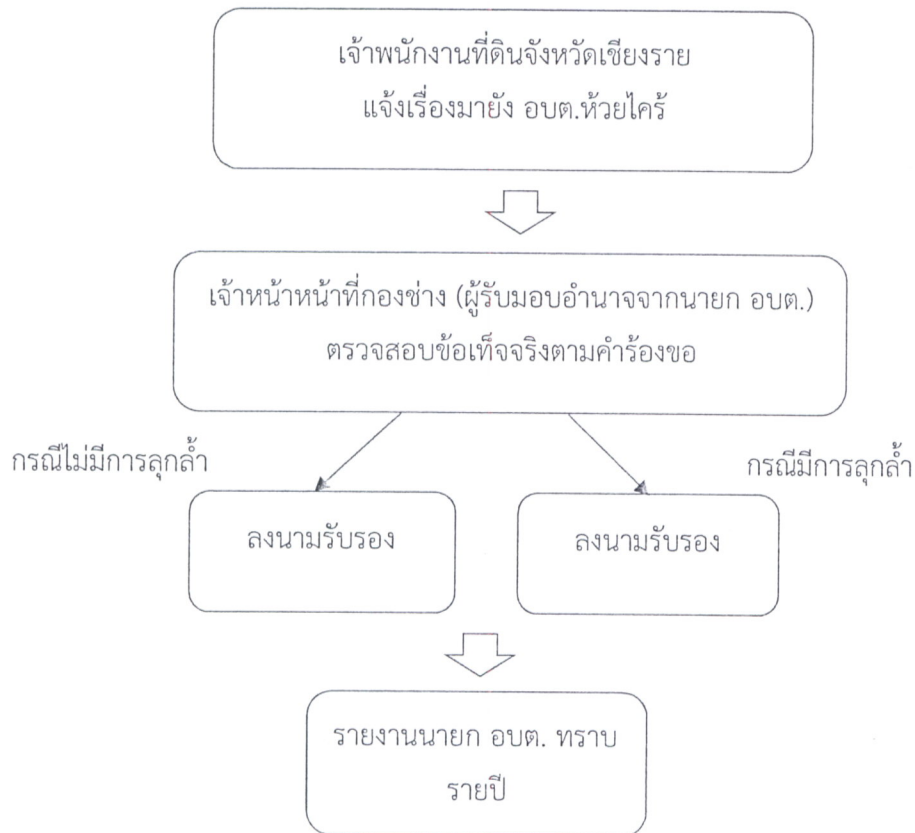 เจ้าพนักงานที่ดินจังหวัดเชียงราย
แจ้งเรื่องมายัง อบต.ห้วยไคร้
เจ้าหน้าหน้าที่กองช่าง (ผู้รับมอบอำนาจจากนายก อบต.)
ตรวจสอบข้อเท็จจริงตามคำร้องขอ
กรณีไม่มีการลุกล้ำ
กรณีมีการลุกล้ำ
ลงนามรับรอง
ลงนามรับรอง
รายงานนายก อบต. ทราบ
รายปี